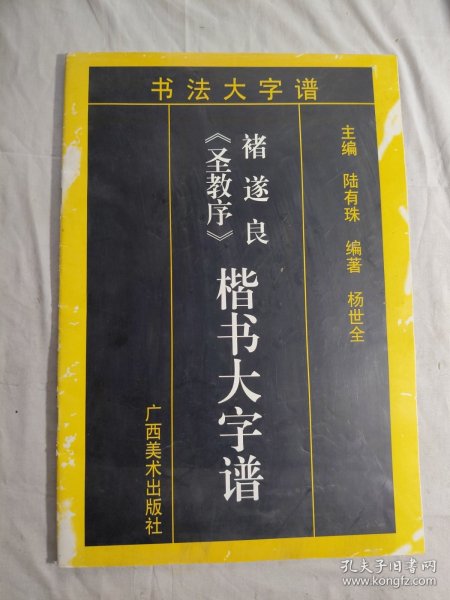 书法大字谱
主编 陆有珠 编著 杨世全
褚遂良
《圣教序》
楷书大字谱
广西美术出版社
孔夫子旧书网
www.kongfz.com